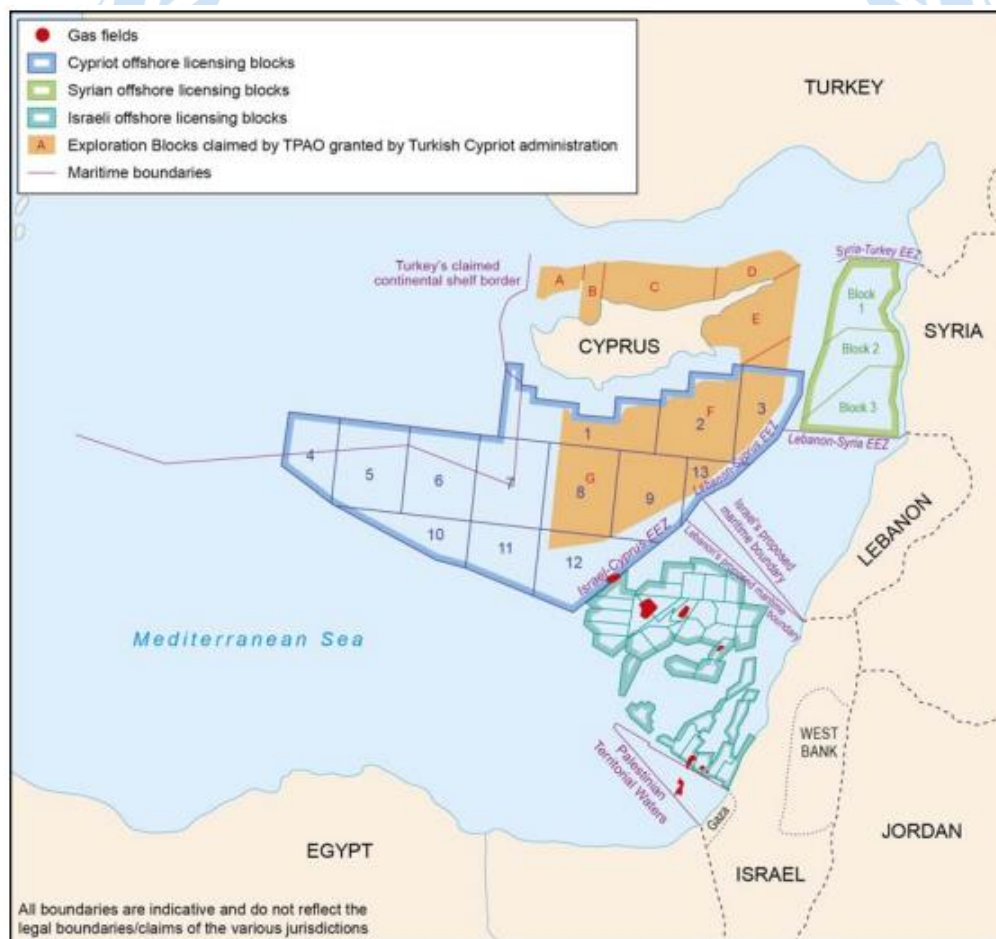 Gas fields
Cypriot offshore licensing blocks
Syrian offshore licensing blocks
Israeli offshore licensing blocks
A Exploration Blocks claimed by TPAO granted by Turkish Cypriot administration
Maritime boundaries
TURKEY
Turkey's claimed
continental shelf border
Syria-Turkey EEZ
A
B
C
D
E
Block
1
Block 2
Block 3
SYRIA
CYPRUS
Lebanon-Syria EEZ
F
1
2
3
4
5
6
7
8
G
9
13
10
11
12
Lebanon-Cyprus EEZ
Israel-Cyprus EEZ
Israel's proposed
maritime boundary
Lebanon's proposed maritime
boundary
LEBANON
Mediterranean Sea
WEST
BANK
Palestinian
Territorial Waters
Gaza
EGYPT
ISRAEL
JORDAN
All boundaries are indicative and do not reflect the
legal boundaries/claims of the various jurisdictions